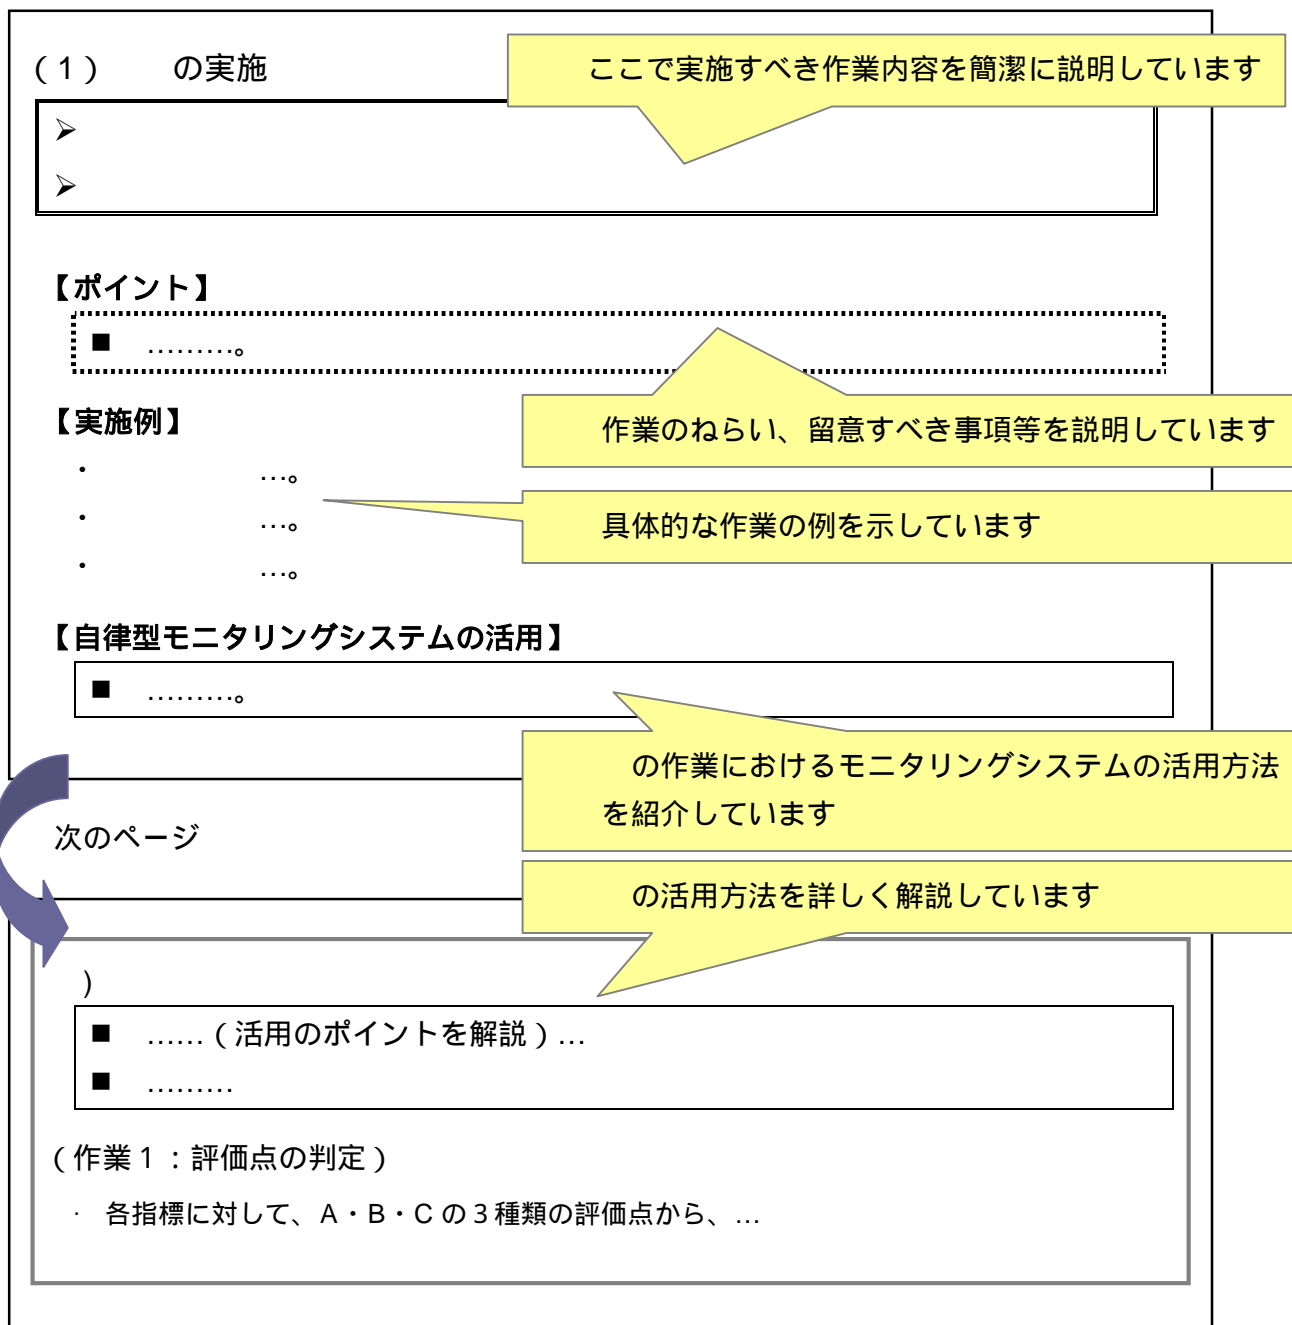 （１）　　の実施
ここで実施すべき作業内容を簡潔に説明しています
➢
➢
【ポイント】
■　………。
作業のねらい、留意すべき事項等を説明しています
【実施例】
・　　　　　　…。
・　　　　　　…。
・　　　　　　…。
具体的な作業の例を示しています
【自律型モニタリングシステムの活用】
■　………。
の作業におけるモニタリングシステムの活用方法
を紹介しています
次のページ
の活用方法を詳しく解説しています
）
■　……（活用のポイントを解説）…
■　………
（作業１：評価点の判定）
・　各指標に対して、A・B・C の３種類の評価点から、…